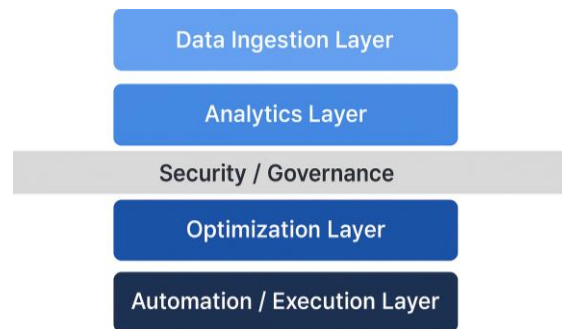 Data Ingestion Layer
Analytics Layer
Security / Governance
Optimization Layer
Automation / Execution Layer